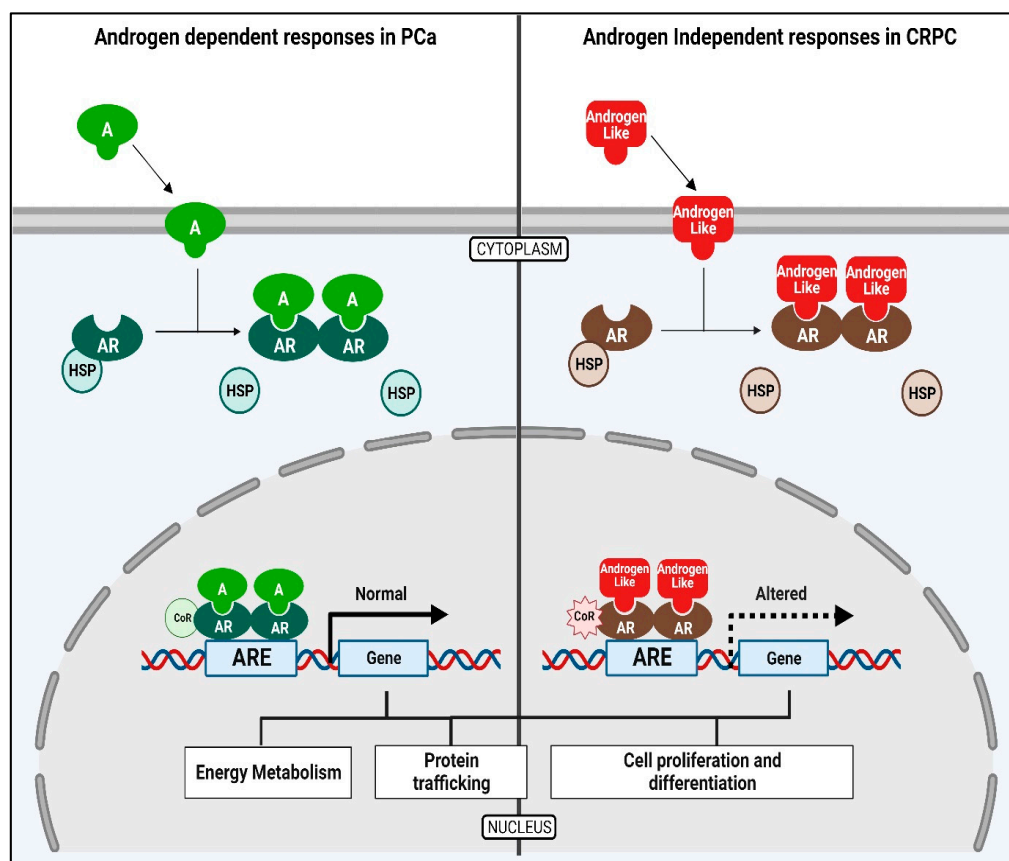 Androgen dependent responses in PCa
Androgen Independent responses in CRPC
A
A
CYTOPLASM
A
A
AR
AR
AR
HSP
HSP
HSP
Androgen
Like
Androgen
Like
Androgen
Like
Androgen
Like
AR
AR
AR
HSP
HSP
HSP
A
A
CoR
AR
AR
Normal
ARE
Gene
Androgen
Like
Androgen
Like
CoR
AR
AR
Altered
ARE
Gene
Energy Metabolism
Protein
trafficking
Cell proliferation and
differentiation
NUCLEUS